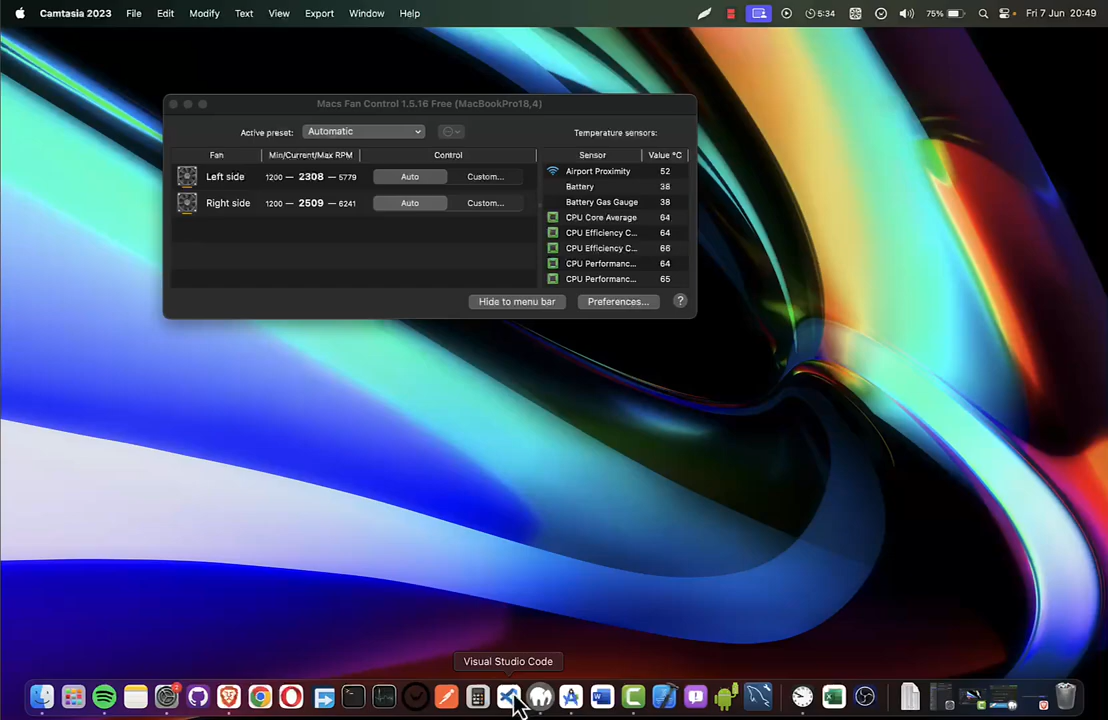 Camtasia 2023 File Edit Modify Text View Export Window Help 5:34 75% Fri 7 Jun 20:49
Macs Fan Control 1.5.16 Free (MacBookPro18,4)
Active preset: Automatic Temperature sensors:
Fan Min/Current/Max RPM Control Sensor Value °C
Left side 1200 — 2308 — 5779 Auto Custom...
Right side 1200 — 2509 — 6241 Auto Custom...
Airport Proximity 52
Battery 38
Battery Gas Gauge 38
CPU Core Average 64
CPU Efficiency C... 64
CPU Efficiency C... 66
CPU Performanc... 64
CPU Performanc... 65
Hide to menu bar Preferences... ?
Visual Studio Code